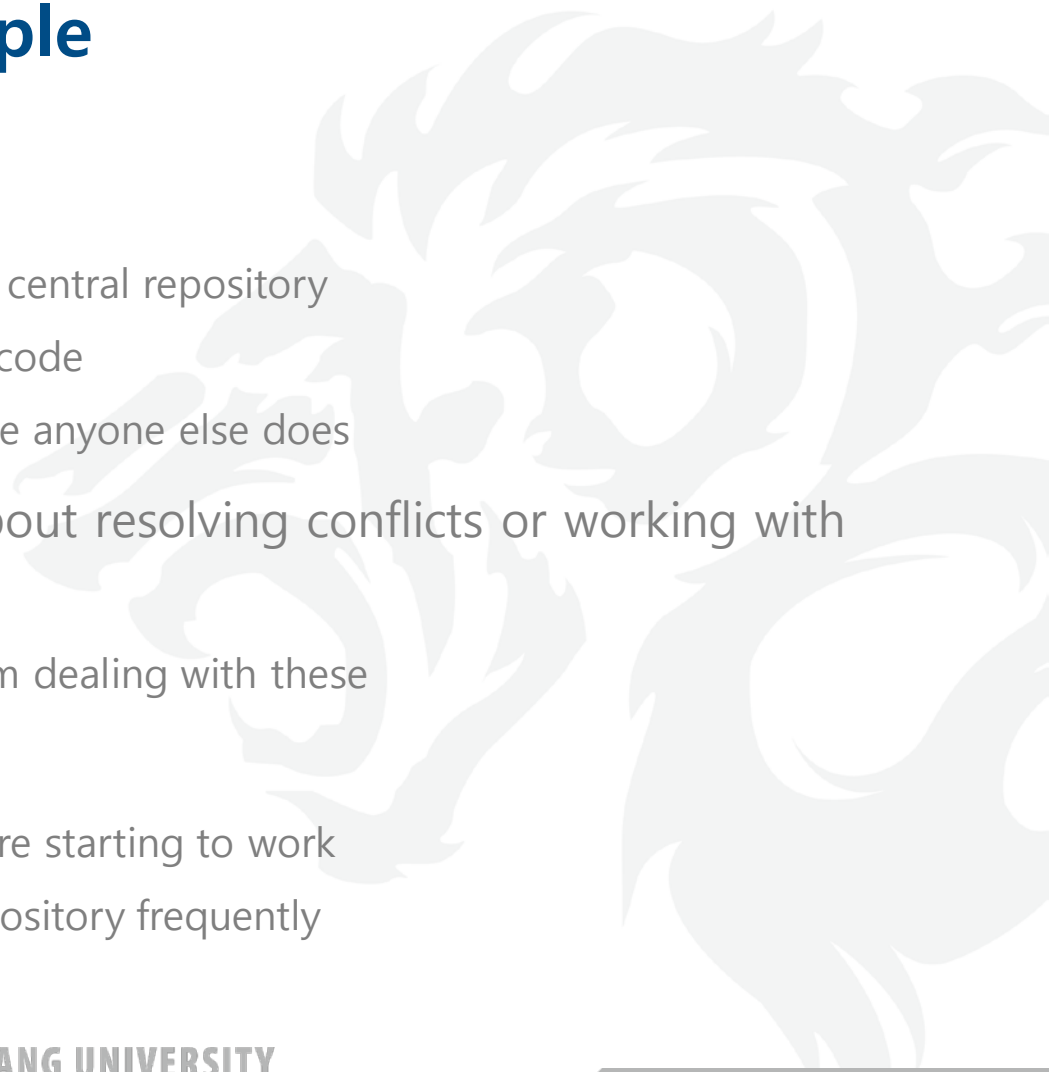 ple
central repository
code
e anyone else does
bout resolving conflicts or working with
m dealing with these
re starting to work
ository frequently
ANG UNIVERSITY